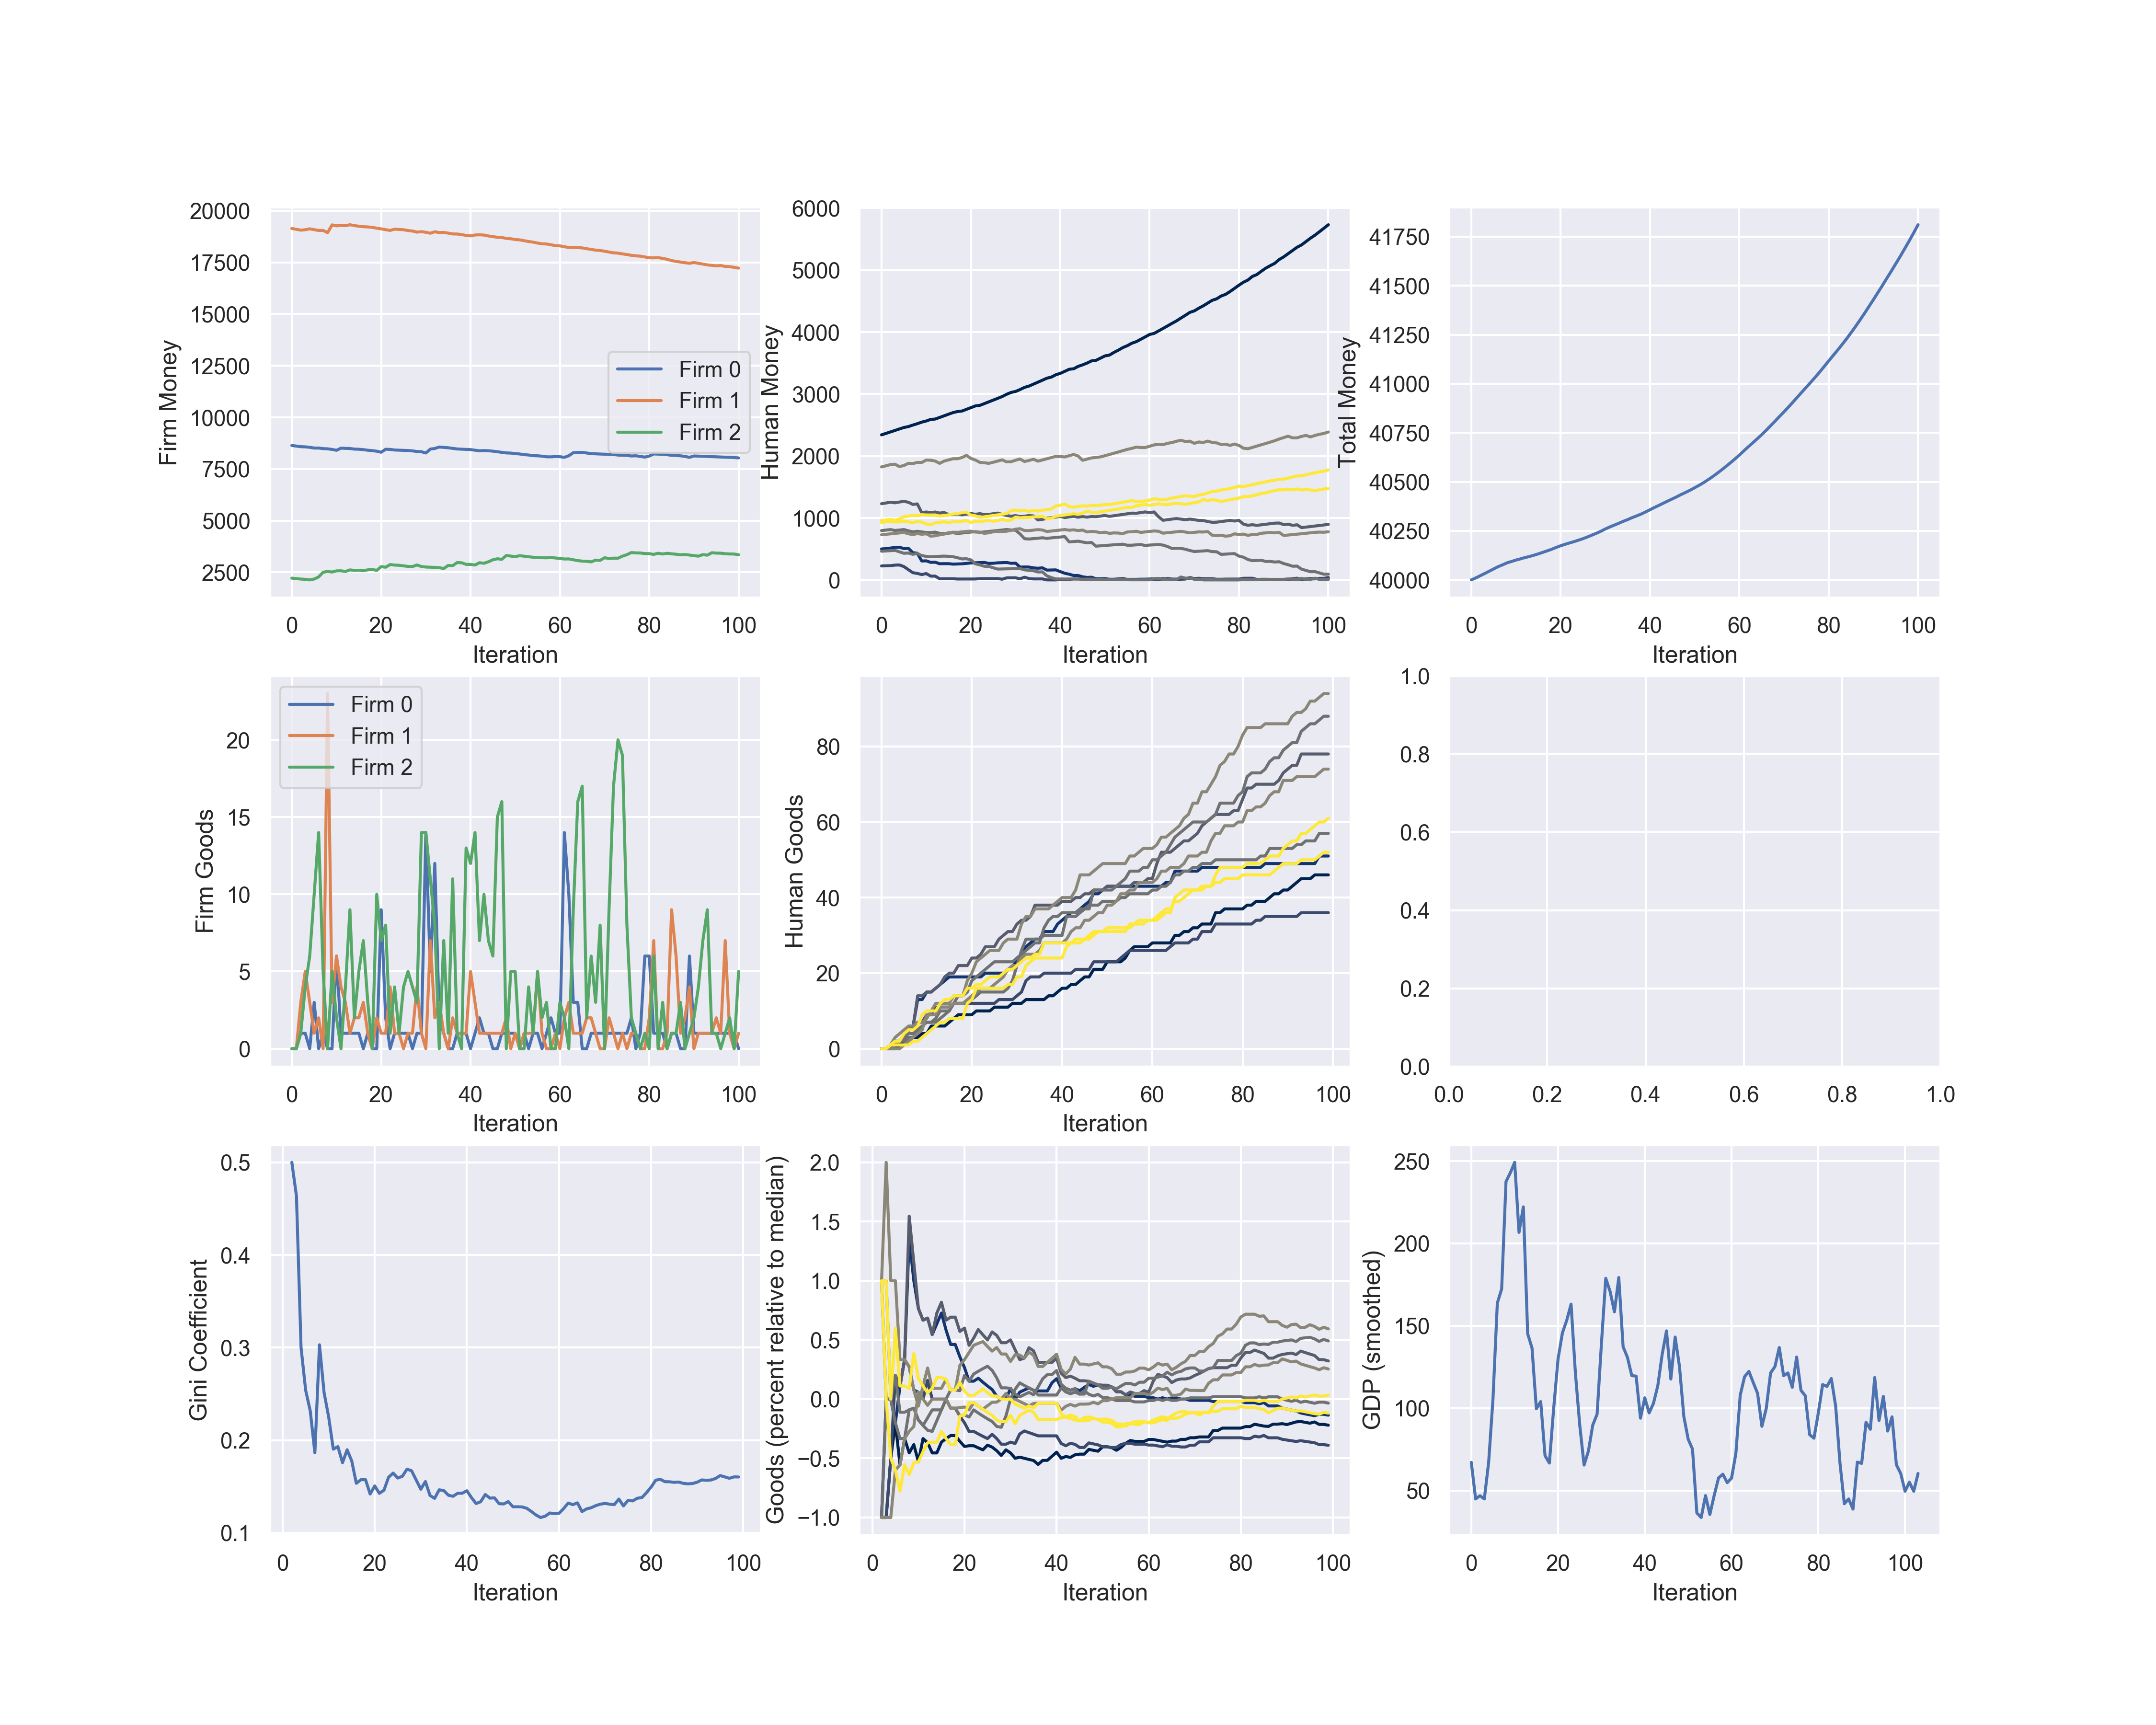 Firm Money
20000
17500
15000
12500
10000
7500
5000
2500
Firm 0
Firm 1
Firm 2
0 20 40 60 80 100
Iteration
Human Money
6000
5000
4000
3000
2000
1000
0
0 20 40 60 80 100
Iteration
Total Money
41750
41500
41250
41000
40750
40500
40250
40000
0 20 40 60 80 100
Iteration
Firm Goods
20
15
10
5
0
Firm 0
Firm 1
Firm 2
0 20 40 60 80 100
Iteration
Human Goods
80
60
40
20
0
0 20 40 60 80 100
Iteration
1.0
0.8
0.6
0.4
0.2
0.0
0.0 0.2 0.4 0.6 0.8 1.0
Gini Coefficient
0.5
0.4
0.3
0.2
0.1
0 20 40 60 80 100
Iteration
Goods (percent relative to median)
2.0
1.5
1.0
0.5
0.0
−0.5
−1.0
0 20 40 60 80 100
Iteration
GDP (smoothed)
250
200
150
100
50
0 20 40 60 80 100
Iteration